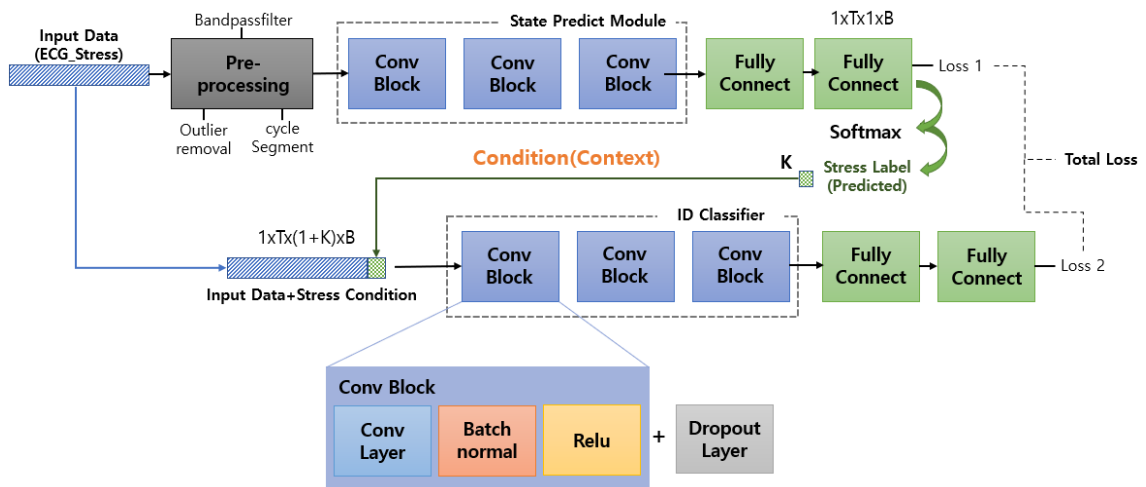 Input Data
(ECG_Stress)
Bandpassfilter
Pre-
processing
Outlier
removal
cycle
Segment
State Predict Module
Conv
Block
Conv
Block
Conv
Block
Fully
Connect
1xTx1xB
Fully
Connect
Loss 1
Softmax
Stress Label
(Predicted)
K
Condition(Context)
Total Loss
1xTx(1+K)xB
Input Data+Stress Condition
ID Classifier
Conv
Block
Conv
Block
Conv
Block
Fully
Connect
Fully
Connect
Loss 2
Conv Block
Conv
Layer
Batch
normal
Relu
+
Dropout
Layer